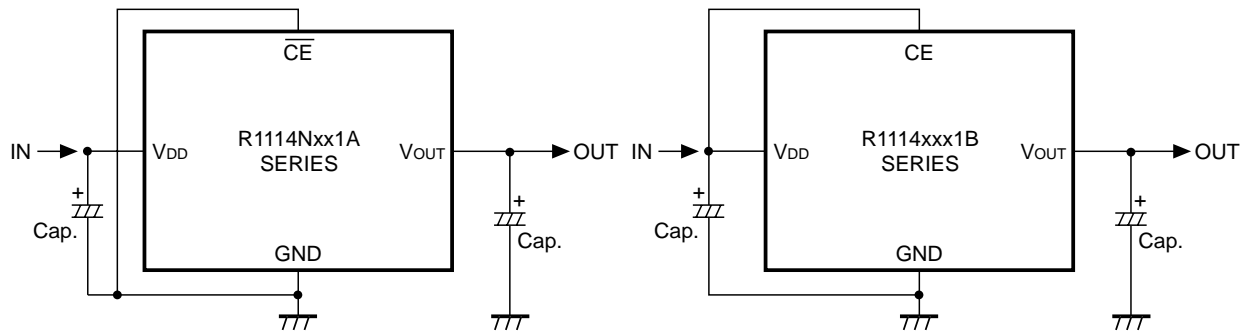 CE
R1114Nxx1A
SERIES
IN
VDD
VOUT
OUT
+
Cap.
+
Cap.
GND
CE
R1114xxx1B
SERIES
IN
VDD
VOUT
OUT
+
Cap.
+
Cap.
GND